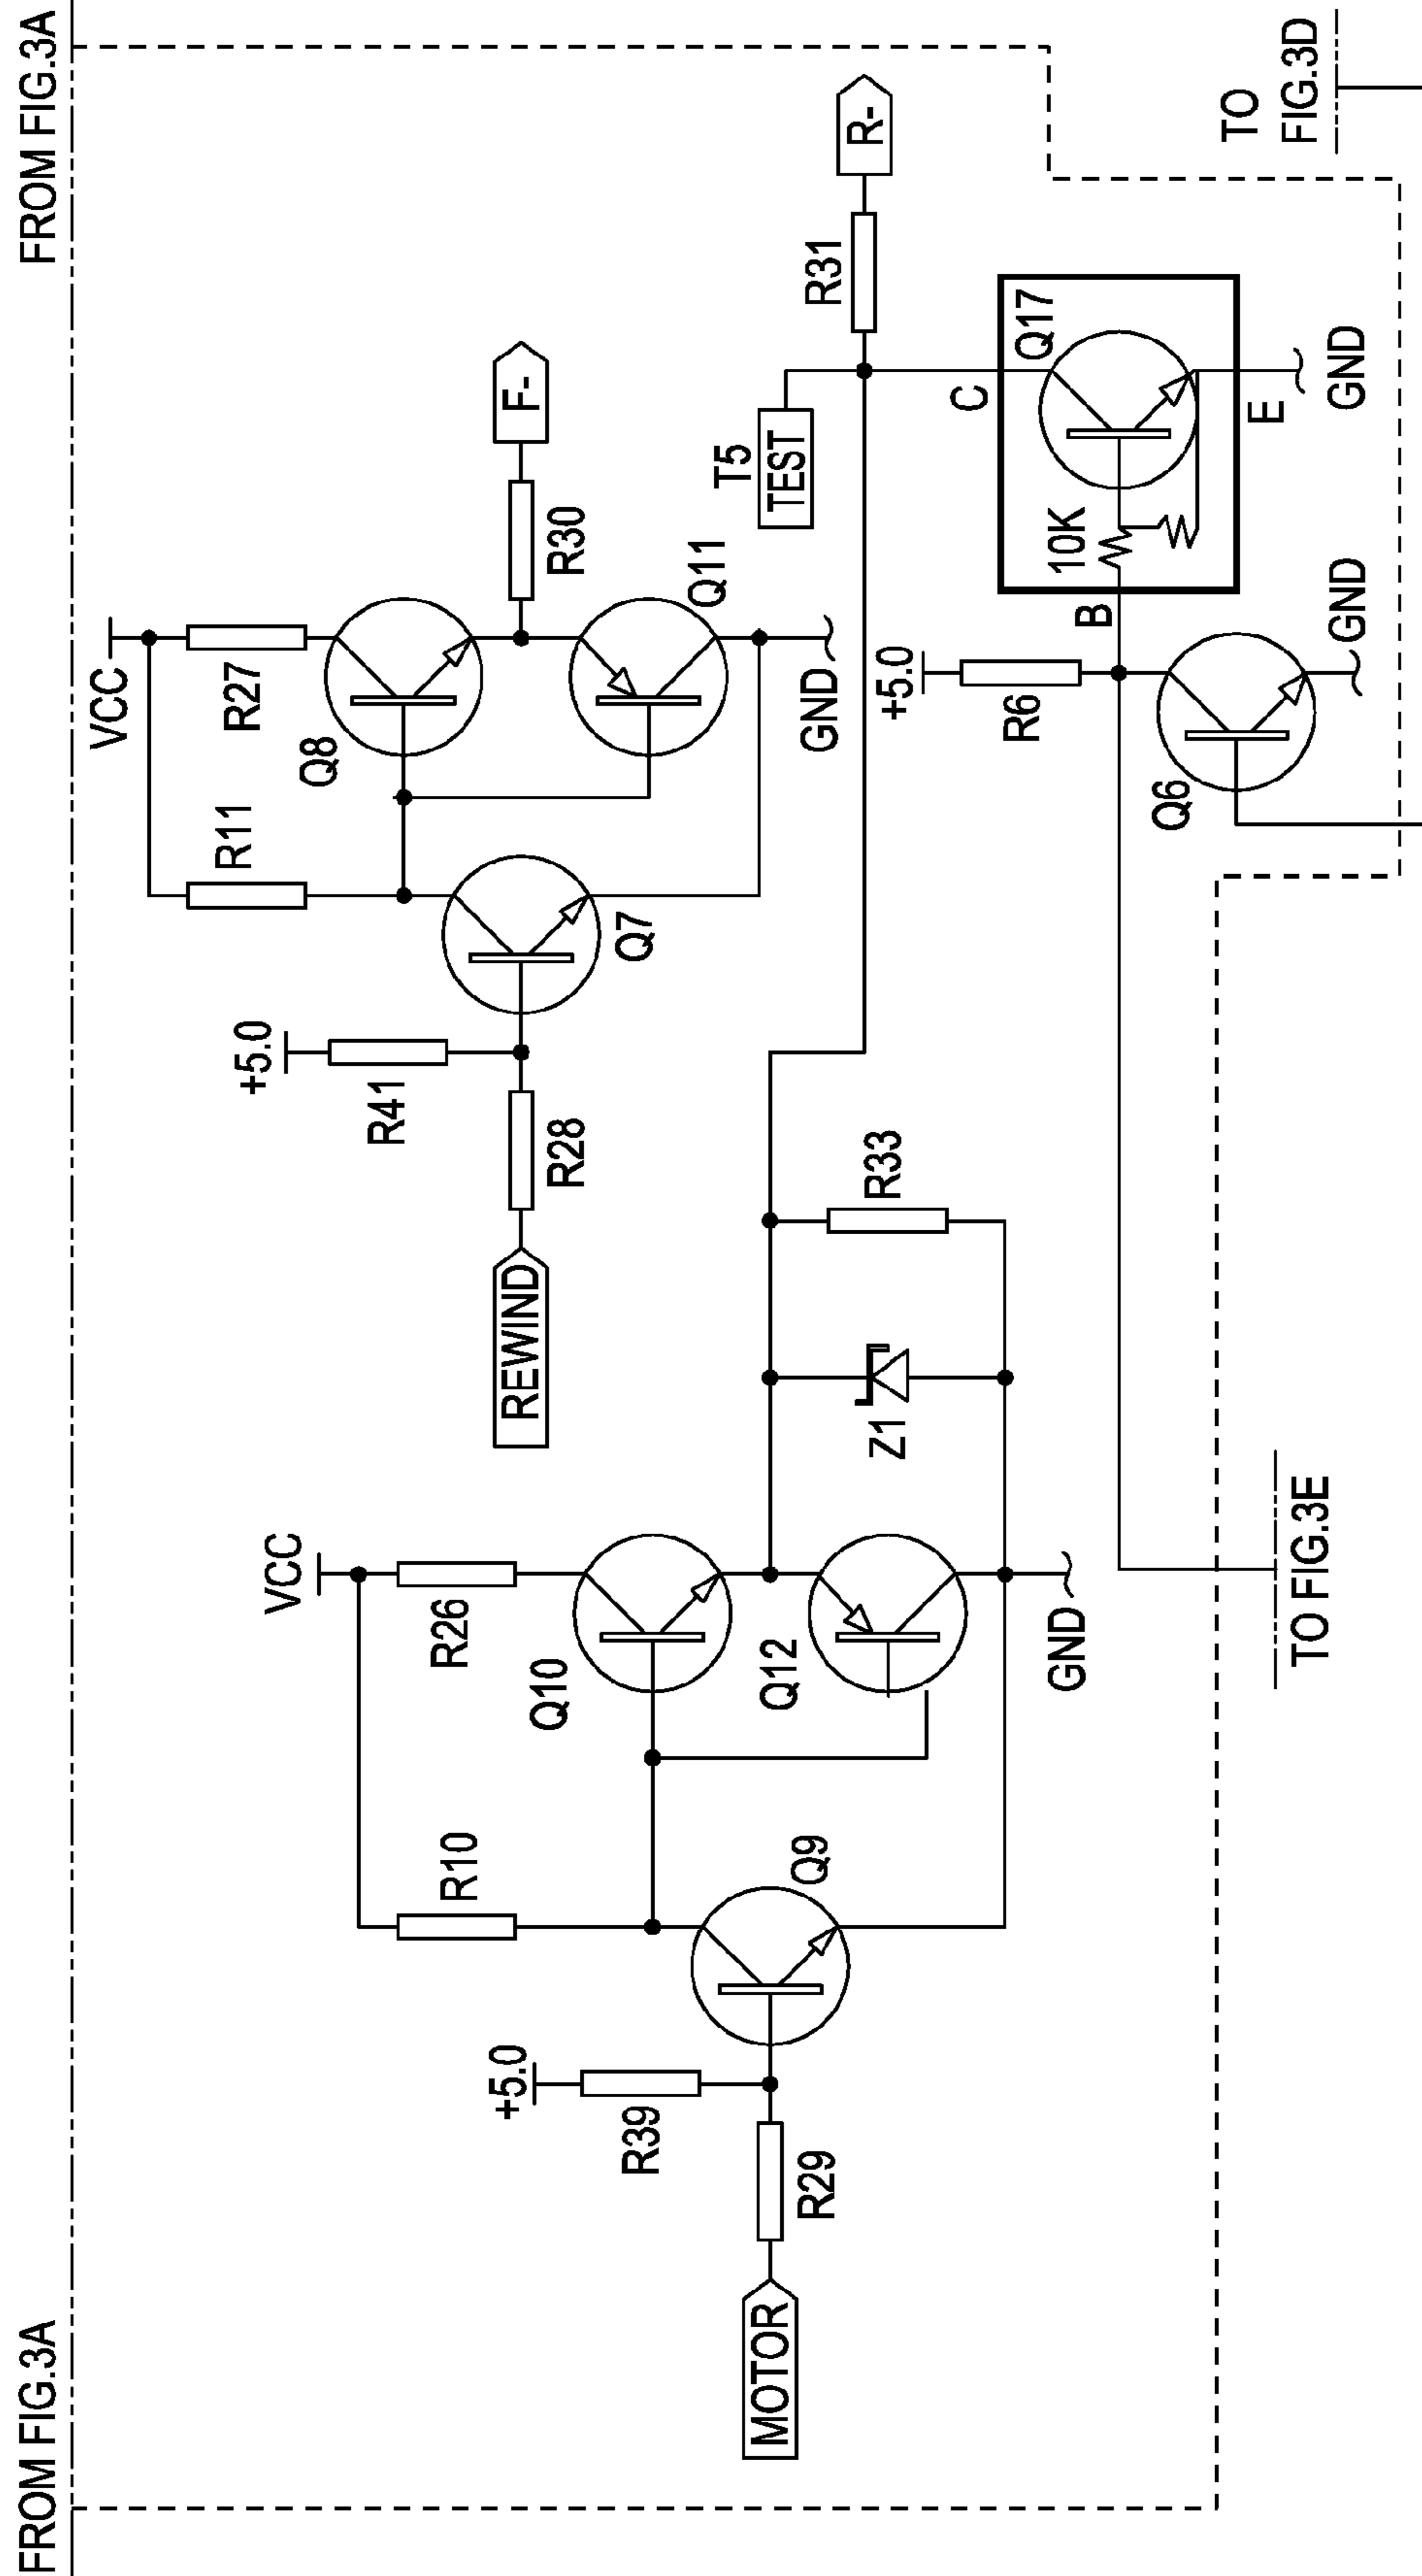 FROM FIG.3A
FROM FIG.3A
VCC
R27
R11
Q8
F-
R30
Q11
Q7
GND
+5.0
R41
R28
REWIND
VCC
R26
R10
Q10
Q12
Q9
GND
+5.0
R39
R29
MOTOR
Z1
R33
T5
TEST
R31
R-
C
Q17
10K
B
E
GND
+5.0
R6
Q6
GND
TO
FIG.3D
TO FIG.3E